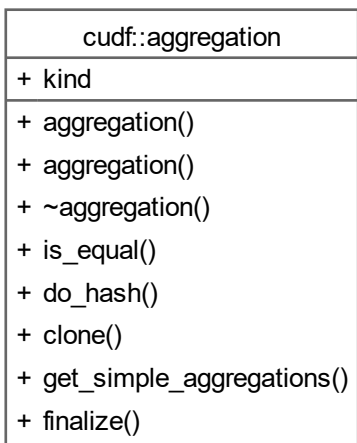 cudf::aggregation
+ kind
+ aggregation()
+ aggregation()
+ ~aggregation()
+ is_equal()
+ do_hash()
+ clone()
+ get_simple_aggregations()
+ finalize()